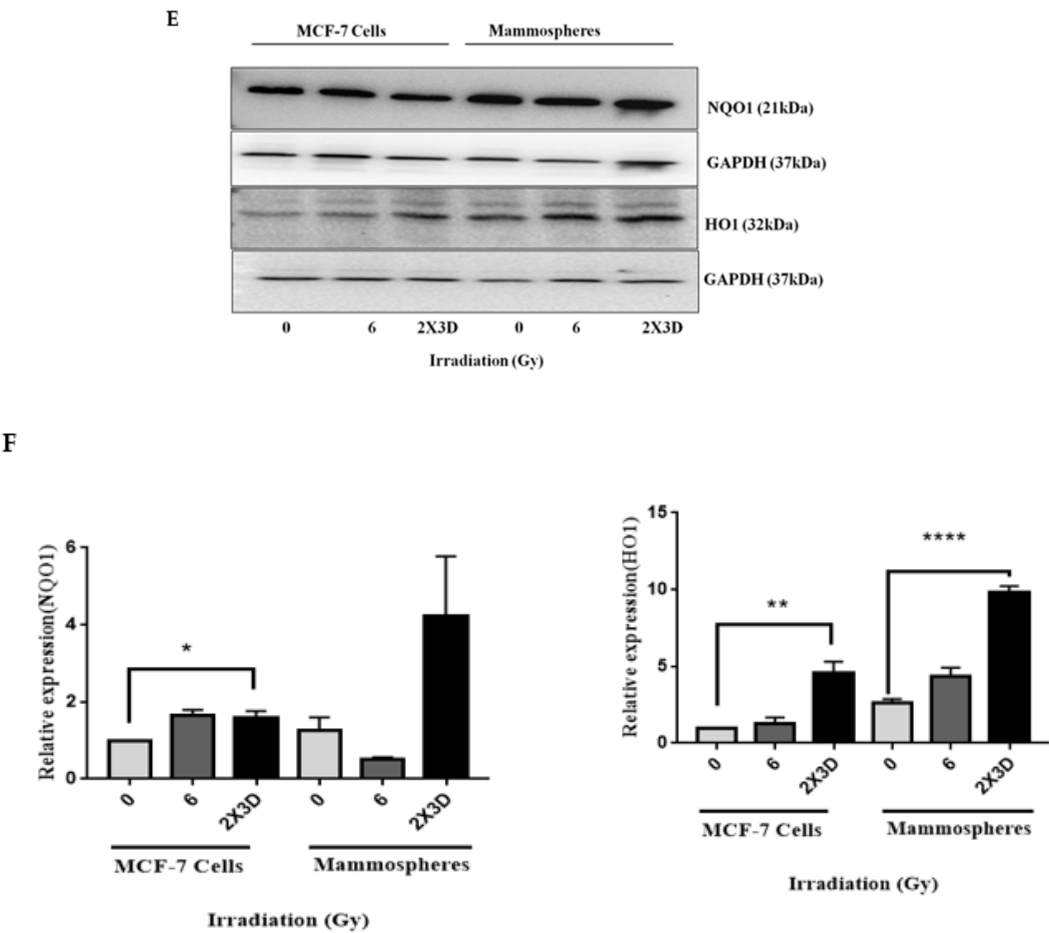 E
MCF-7 Cells
Mammospheres
NQO1 (21kDa)
GAPDH (37kDa)
HO1 (32kDa)
GAPDH (37kDa)
0 6 2X3D 0 6 2X3D
Irradiation (Gy)
F
Relative expression(NQO1)
6
4
2
0
*
0 6 2X3D 0 6 2X3D
MCF-7 Cells
Mammospheres
Irradiation (Gy)
Relative expression(HO1)
15
10
5
0
**
****
0 6 2X3D 0 6 2X3D
MCF-7 Cells
Mammospheres
Irradiation (Gy)